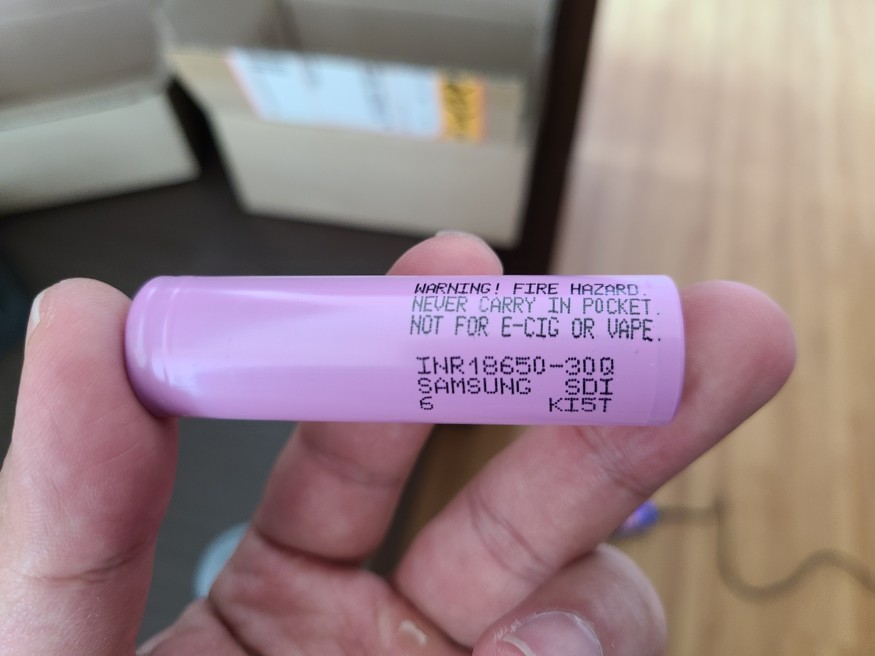 WARNING! FIRE HAZARD.
NEVER CARRY IN POCKET.
NOT FOR E-CIG OR VAPE.
INR18650-30Q
SAMSUNG SDI
6 KI5T